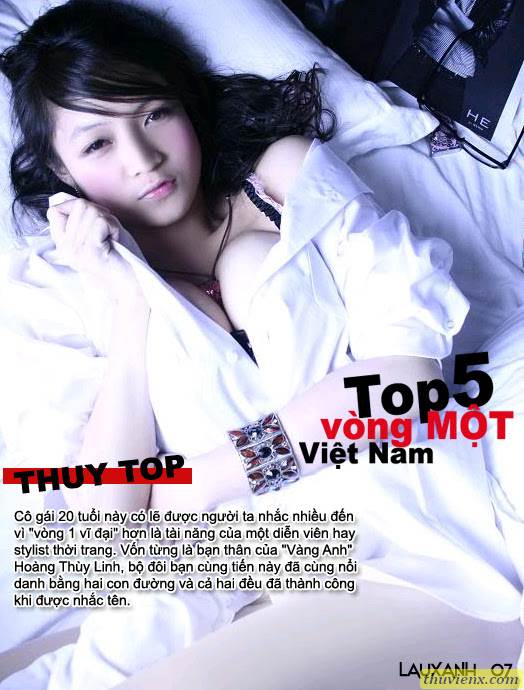 HE
Top5
vòng MỘT
Việt Nam
THUY TOP
Cô gái 20 tuổi này có lẽ được người ta nhắc nhiều đến
vì "vòng 1 vĩ đại" hơn là tài năng của một diễn viên hay
stylist thời trang. Vốn từng là bạn thân của "Vàng Anh"
Hoàng Thùy Linh, bộ đôi bạn cùng tiến này đã cùng nổi
danh bằng hai con đường và cả hai đều đã thành công
khi được nhắc tên.
LAUXANH 07
thuvienx.com